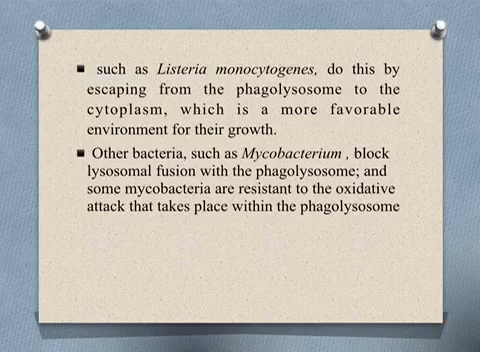 ▪ such as Listeria monocytogenes, do this by
escaping from the phagolysosome to the
cytoplasm, which is a more favorable
environment for their growth.
▪ Other bacteria, such as Mycobacterium , block
lysosomal fusion with the phagolysosome; and
some mycobacteria are resistant to the oxidative
attack that takes place within the phagolysosome